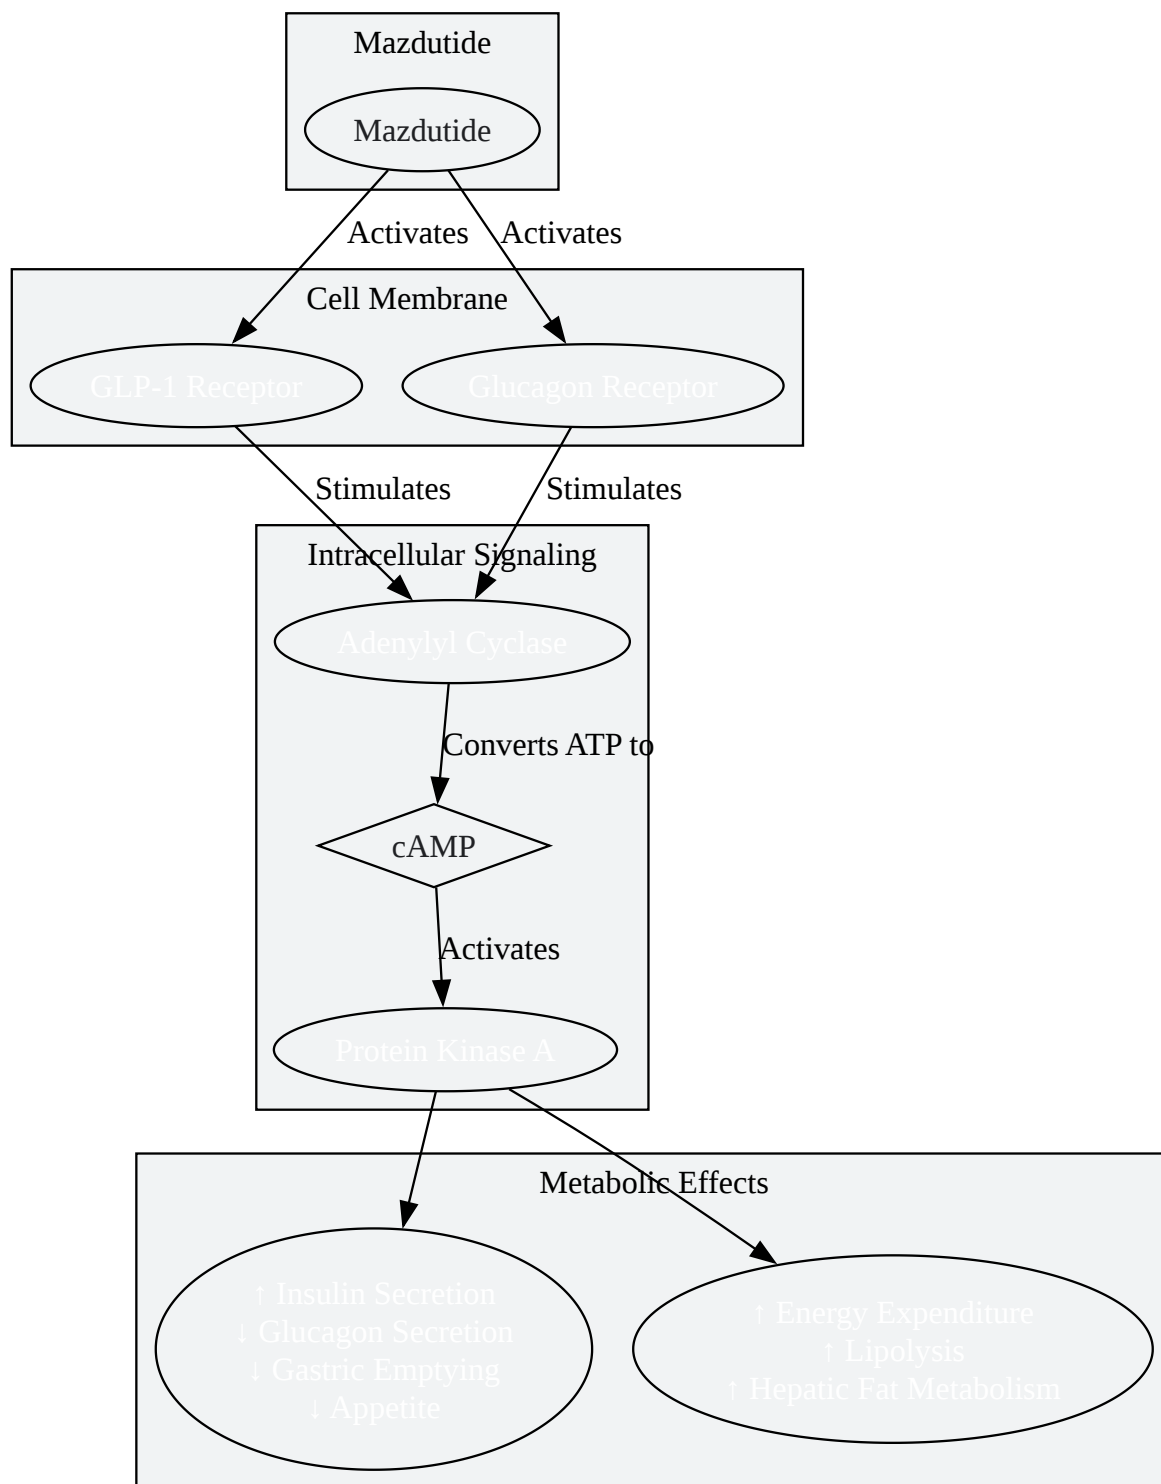 Mazdutide
Mazdutide
Activates
Activates
Cell Membrane
GLP-1 Receptor
Glucagon Receptor
Stimulates
Stimulates
Intracellular Signaling
Adenylyl Cyclase
Converts ATP to
cAMP
Activates
Protein Kinase A
Metabolic Effects
↑ Insulin Secretion
↓ Glucagon Secretion
↓ Gastric Emptying
↓ Appetite
↑ Energy Expenditure
↑ Lipolysis
↑ Hepatic Fat Metabolism